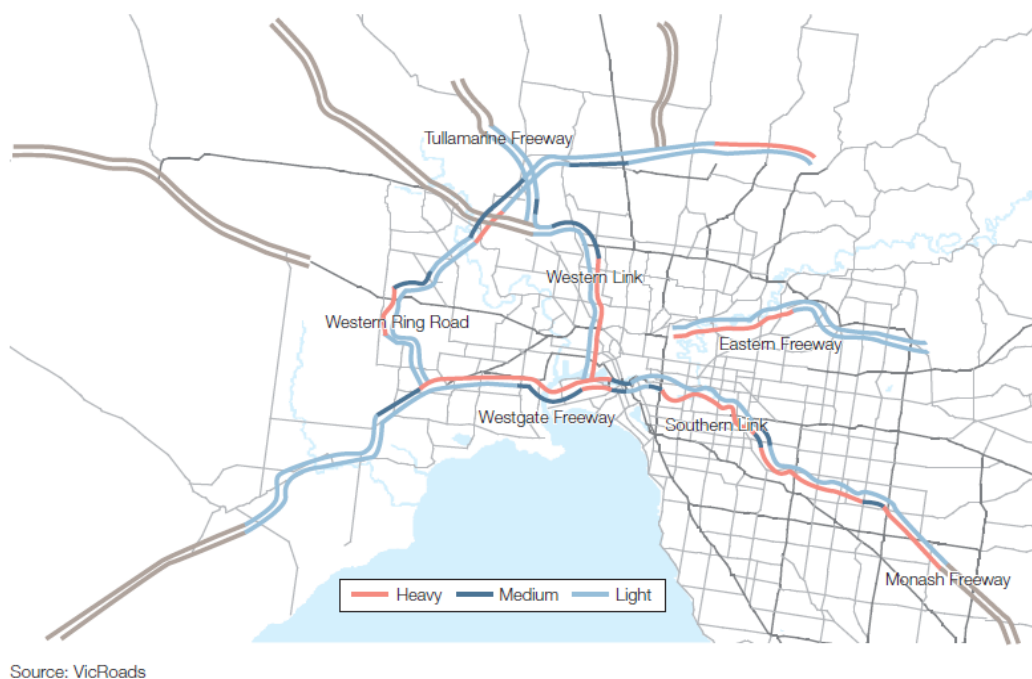 Tullamarine Freeway
Western Link
Western Ring Road
Eastern Freeway
Westgate Freeway
Southern Link
Monash Freeway
Heavy Medium Light
Source: VicRoads